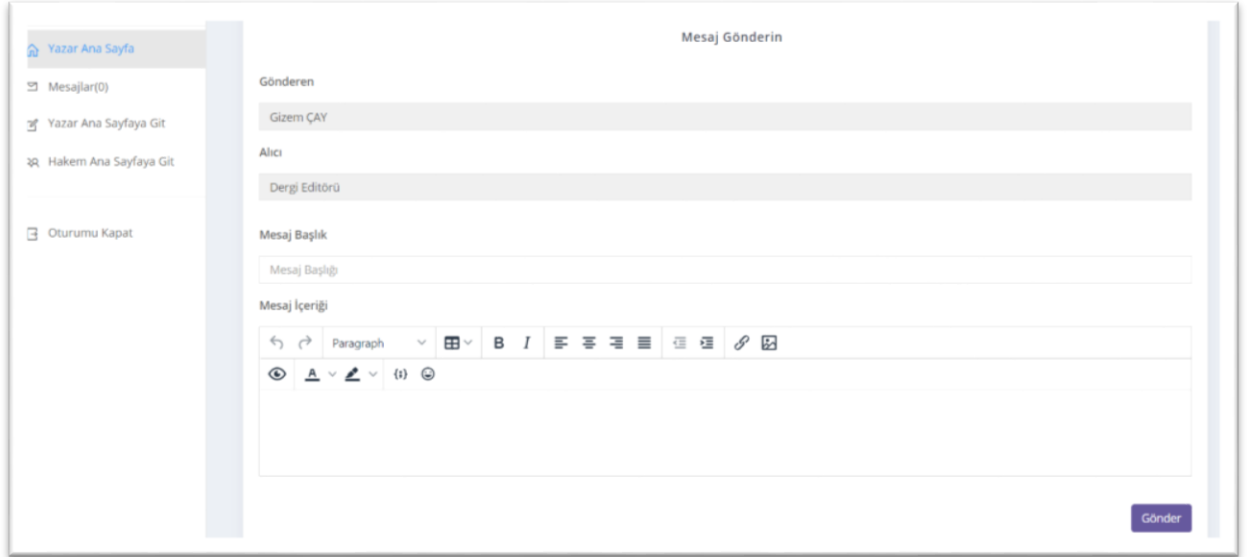 Yazar Ana Sayfa
Mesajlar(0)
Yazar Ana Sayfaya Git
Hakem Ana Sayfaya Git
Oturumu Kapat
Mesaj Gönderin
Gönderen
Gizem ÇAY
Alıcı
Dergi Editörü
Mesaj Başlık
Mesaj Başlığı
Mesaj İçeriği
Paragraph B I
A {;}
Gönder